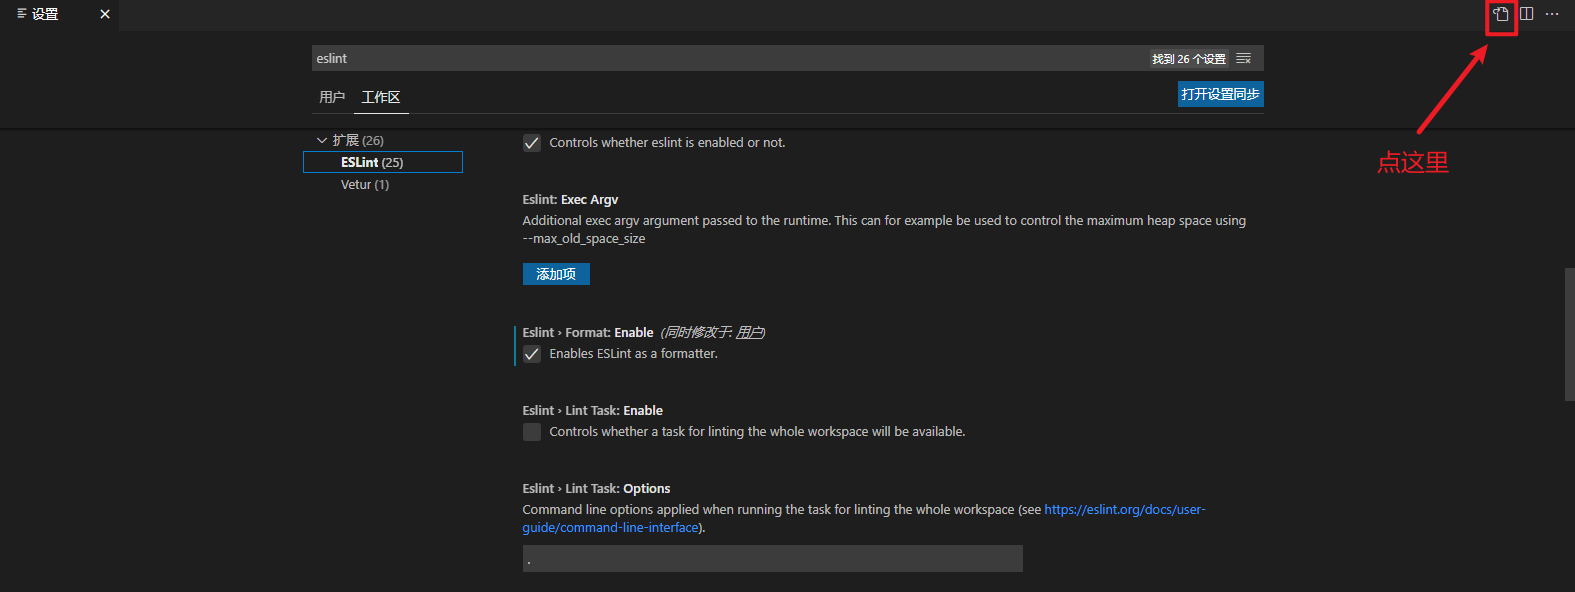 设置
eslint
找到 26 个设置
用户 工作区
打开设置同步
扩展 (26)
ESLint (25)
Vetur (1)
点这里
Controls whether eslint is enabled or not.
Eslint: Exec Argv
Additional exec argv argument passed to the runtime. This can for example be used to control the maximum heap space using
--max_old_space_size
添加项
Eslint › Format: Enable (同时修改于: 用户)
Enables ESLint as a formatter.
Eslint › Lint Task: Enable
Controls whether a task for linting the whole workspace will be available.
Eslint › Lint Task: Options
Command line options applied when running the task for linting the whole workspace (see https://eslint.org/docs/user-
guide/command-line-interface).
.